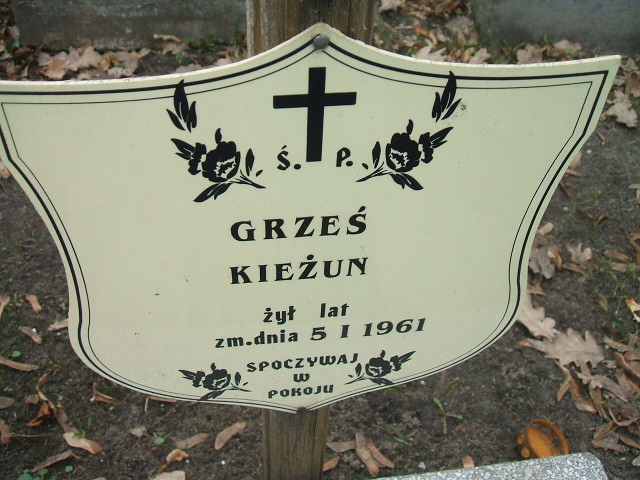 Ś. P.
GRZEŚ
KIEŻUN
żył lat
zm.dnia 5 I 1961
SPOCZYWAJ
W
POKOJU